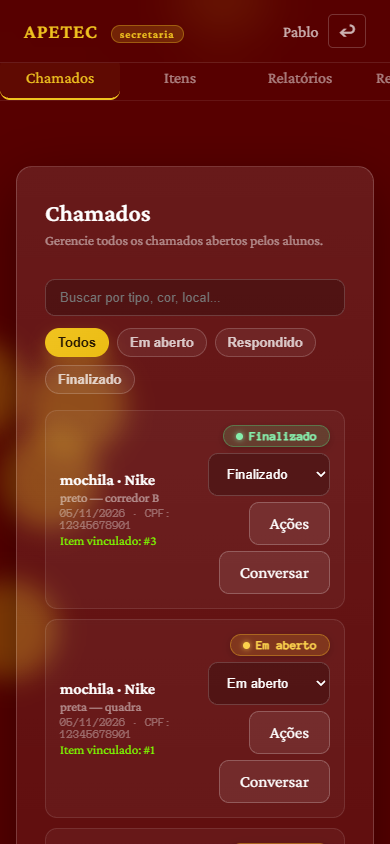 APETEC secretaria Pablo
Chamados Itens Relatórios Re
Chamados
Gerencie todos os chamados abertos pelos alunos.
Buscar por tipo, cor, local...
Todos Em aberto Respondido
Finalizado
Finalizado
mochila · Nike
preto — corredor B
05/11/2026 · CPF:
12345678901
Item vinculado: #3
Finalizado
Ações
Conversar
Em aberto
mochila · Nike
preta — quadra
05/11/2026 · CPF:
12345678901
Item vinculado: #1
Em aberto
Ações
Conversar